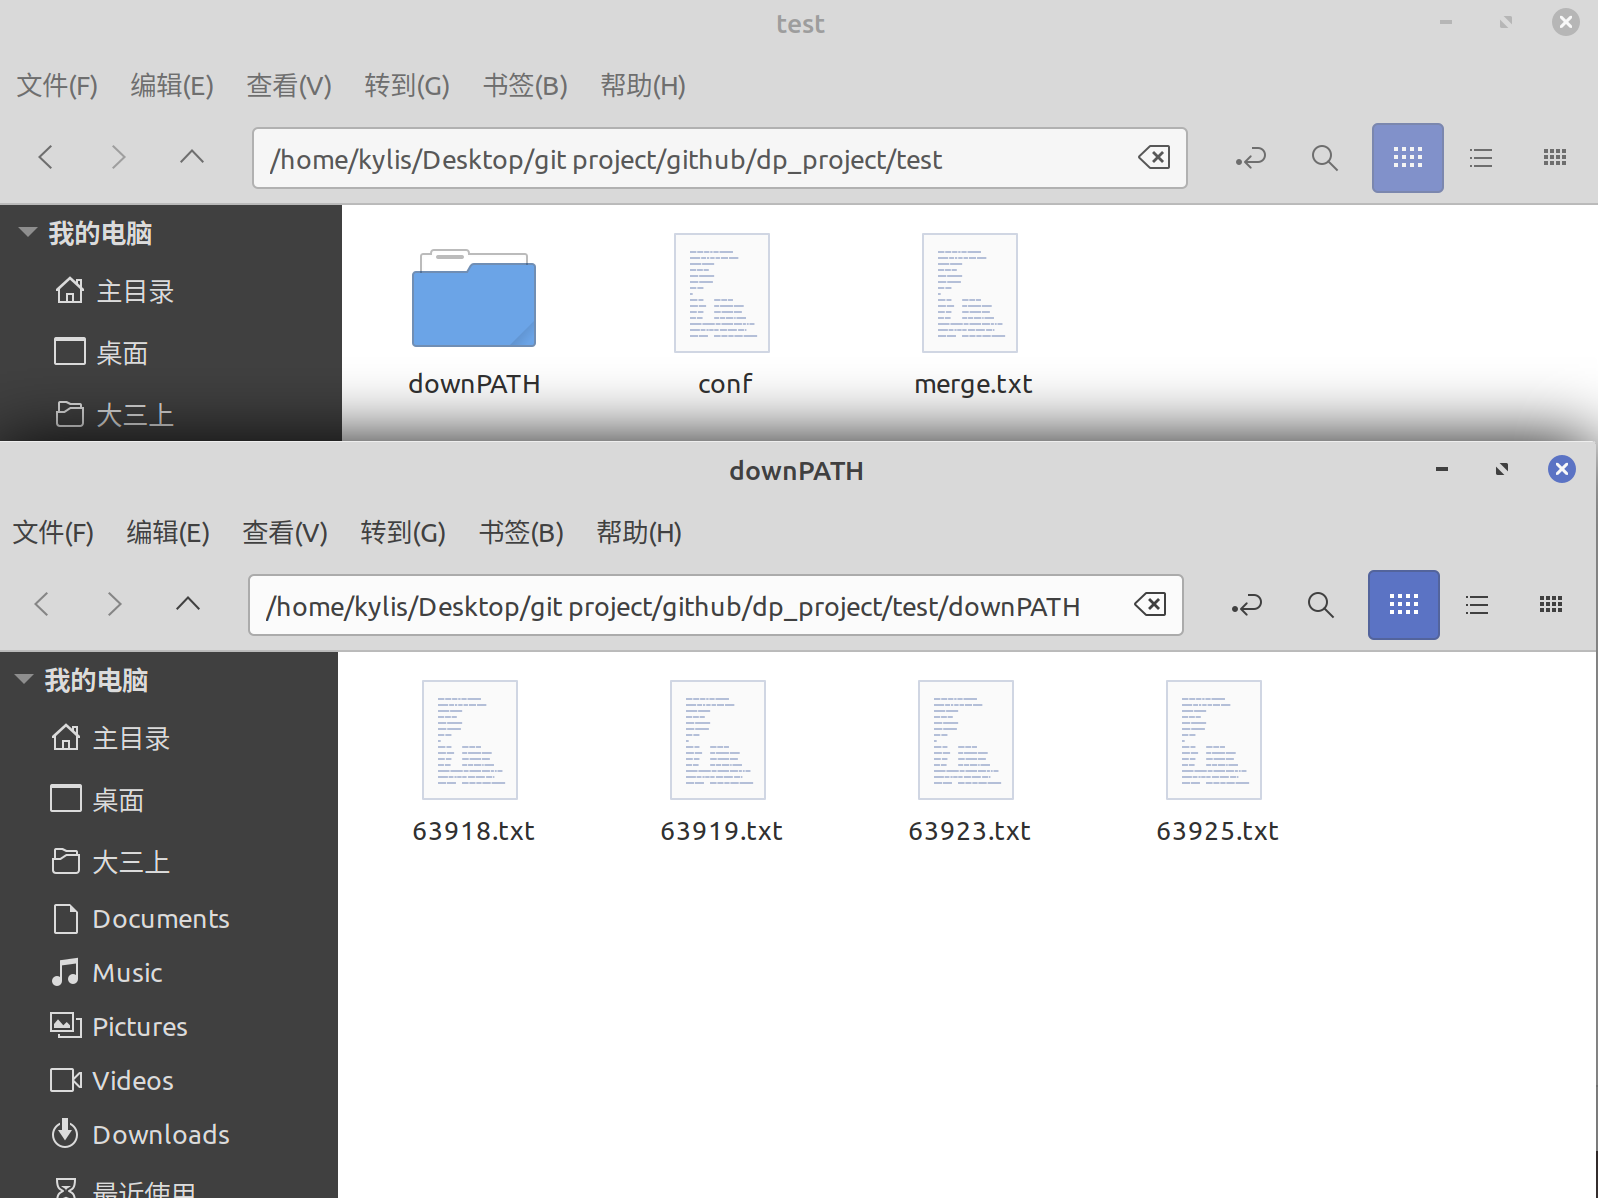 test
文件(F) 编辑(E) 查看(V) 转到(G) 书签(B) 帮助(H)
/home/kylis/Desktop/git project/github/dp_project/test
我的电脑
主目录
桌面
大三上
downPATH conf merge.txt
downPATH
文件(F) 编辑(E) 查看(V) 转到(G) 书签(B) 帮助(H)
/home/kylis/Desktop/git project/github/dp_project/test/downPATH
我的电脑
主目录
桌面
大三上
Documents
Music
Pictures
Videos
Downloads
最近使用
63918.txt 63919.txt 63923.txt 63925.txt